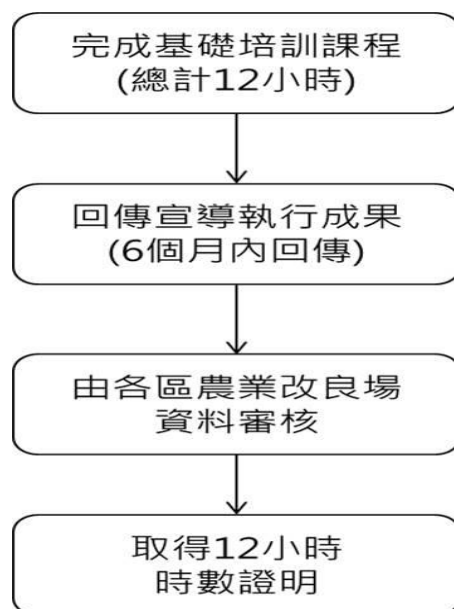 完成基礎培訓課程
(總計12小時)
回傳宣導執行成果
(6個月內回傳)
由各區農業改良場
資料審核
取得12小時
時數證明